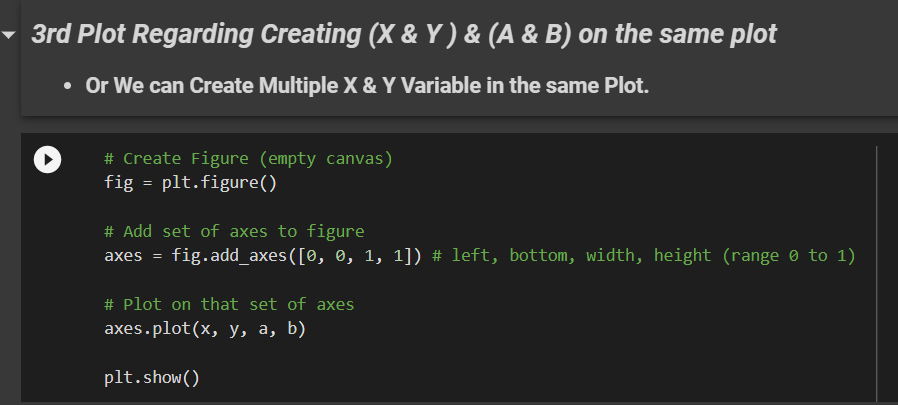 3rd Plot Regarding Creating (X & Y ) & (A & B) on the same plot
• Or We can Create Multiple X & Y Variable in the same Plot.
# Create Figure (empty canvas)
fig = plt.figure()
# Add set of axes to figure
axes = fig.add_axes([0, 0, 1, 1]) # left, bottom, width, height (range 0 to 1)
# Plot on that set of axes
axes.plot(x, y, a, b)
plt.show()